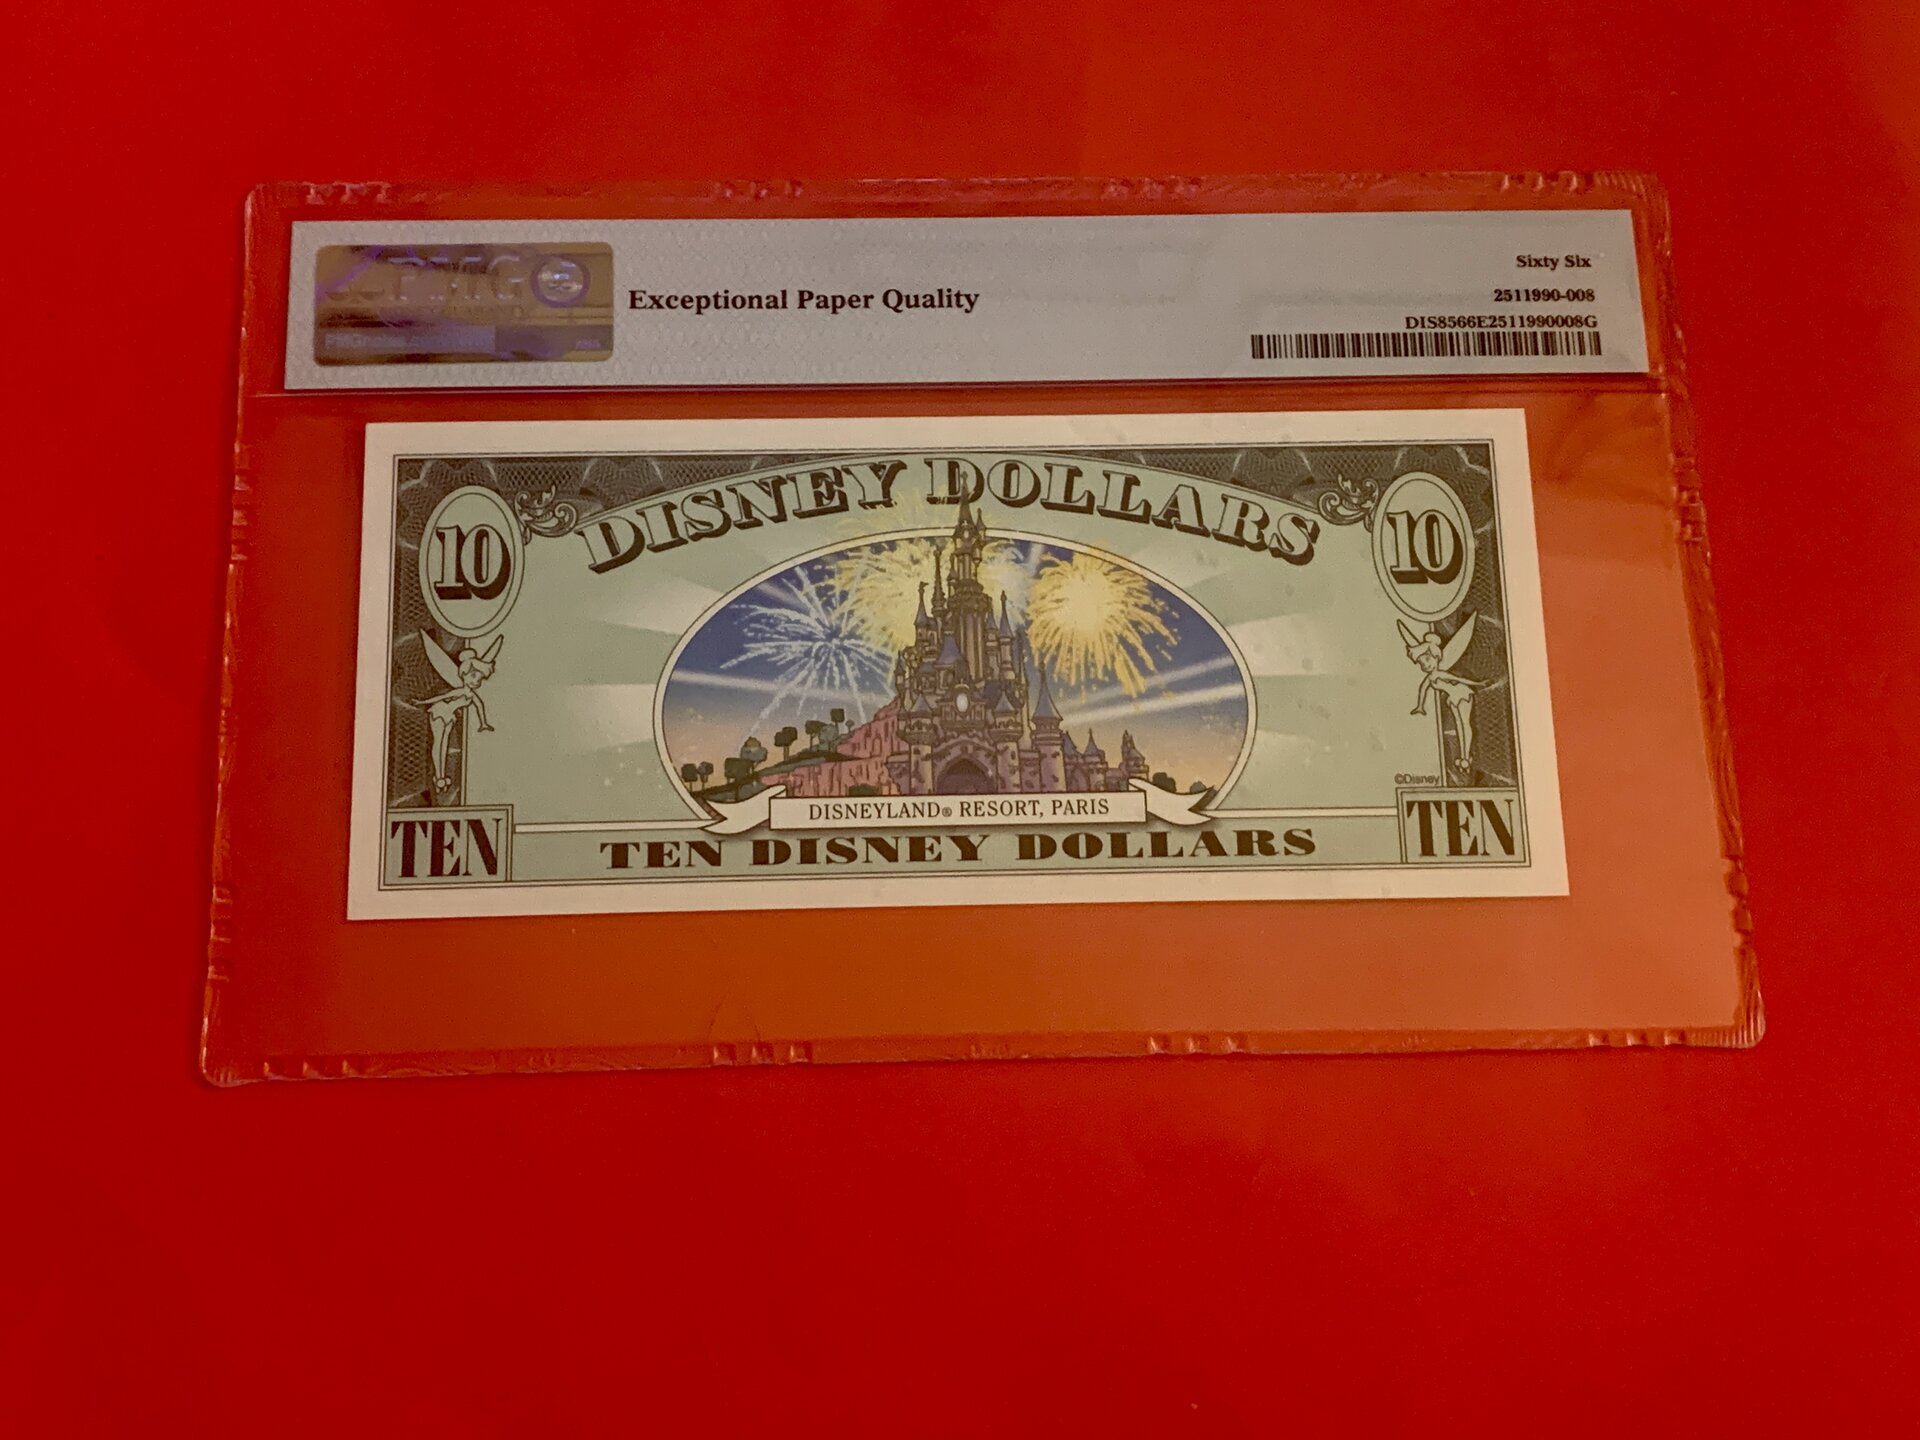 PMG
Exceptional Paper Quality
Sixty Six
2511990-008
DIS8566E2511990008G
DISNEY DOLLARS
10
10
©Disney
DISNEYLAND® RESORT, PARIS
TEN
TEN DISNEY DOLLARS
TEN